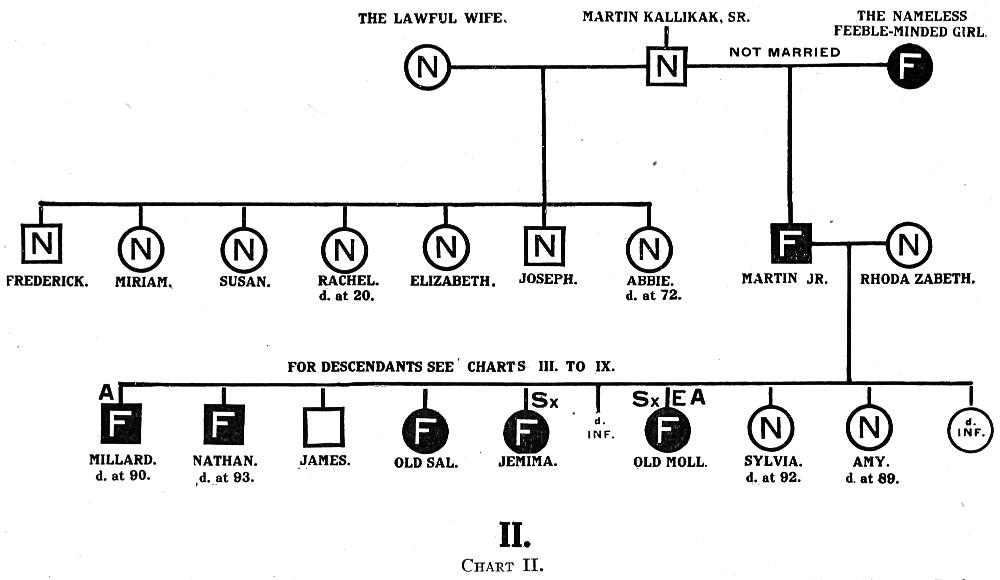 THE LAWFUL WIFE.
MARTIN KALLIKAK, SR.
THE NAMELESS
FEEBLE-MINDED GIRL.
NOT MARRIED
N
N
F
N
N
N
N
N
N
N
F
N
FREDERICK.
MIRIAM.
SUSAN.
RACHEL.
d. at 20.
ELIZABETH.
JOSEPH.
ABBIE.
d. at 72.
MARTIN JR.
RHODA ZABETH.
FOR DESCENDANTS SEE CHARTS III. TO IX.
A
Sx
Sx E A
F
F
F
F
d.
INF.
F
N
N
d.
INF.
MILLARD.
d. at 90.
NATHAN.
d. at 93.
JAMES.
OLD SAL.
JEMIMA.
OLD MOLL.
SYLVIA.
d. at 92.
AMY.
d. at 89.
II.
CHART II.